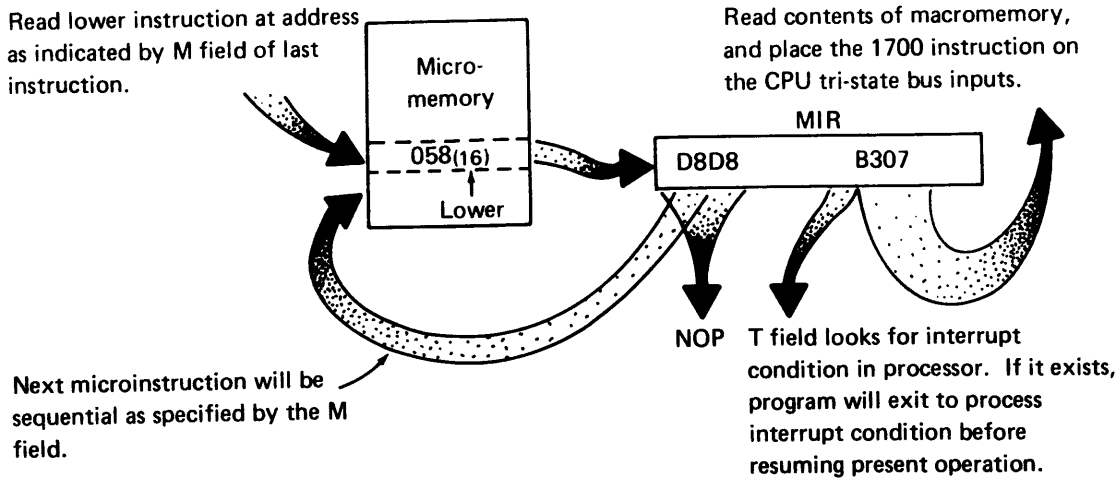 Read lower instruction at address
as indicated by M field of last
instruction.
Micro-
memory
058(16)
Lower
Read contents of macromemory,
and place the 1700 instruction on
the CPU tri-state bus inputs.
MIR
D8D8 B307
NOP
T field looks for interrupt
condition in processor. If it exists,
program will exit to process
interrupt condition before
resuming present operation.
Next microinstruction will be
sequential as specified by the M
field.